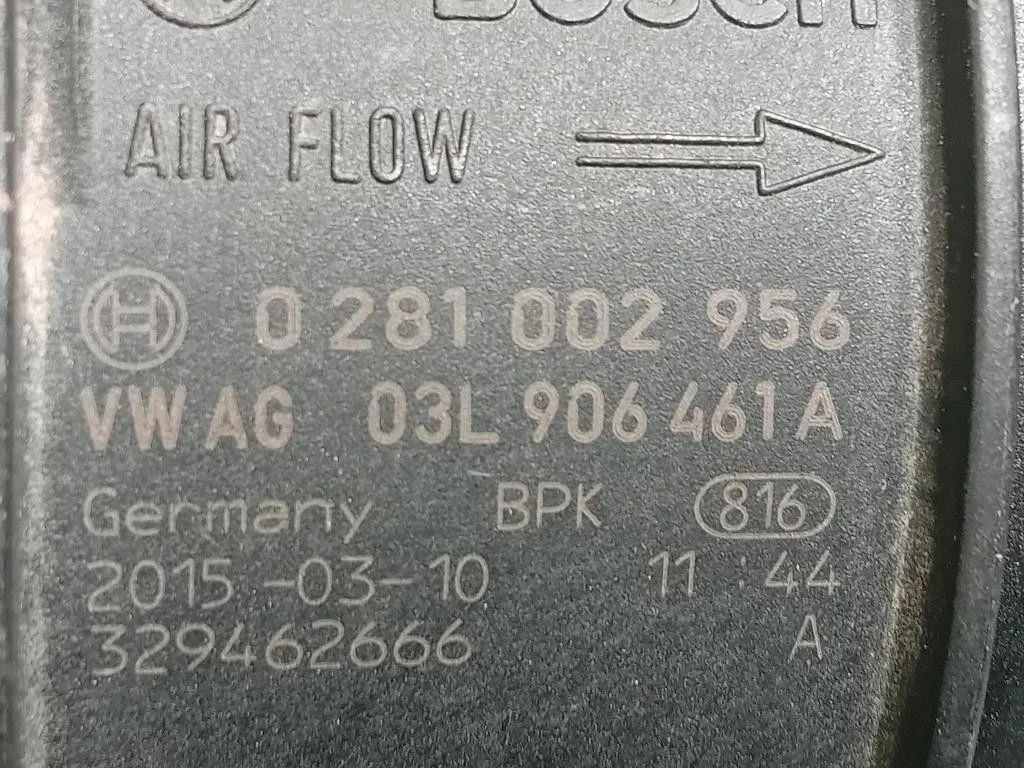 BOSCH
AIR FLOW
0 281 002 956
VW AG 03L 906 461 A
Germany BPK 816
2015-03-10 11:44
329462666 A